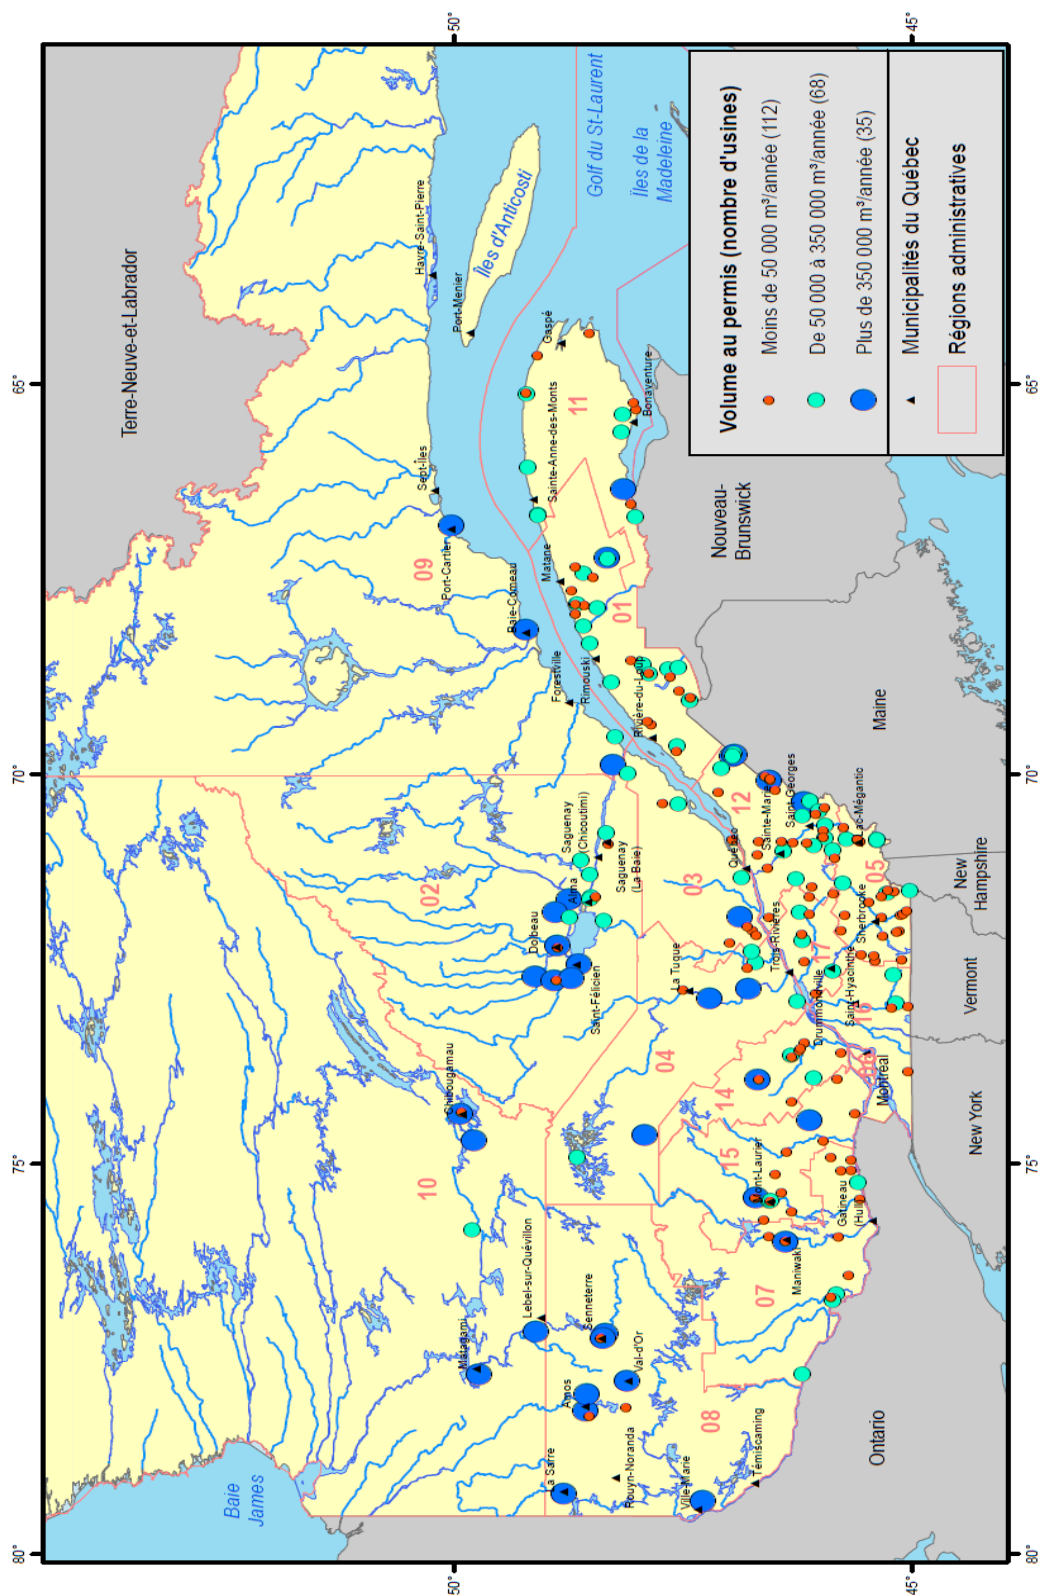 80°
75°
70°
65°
50°
50°
45°
45°
80°
75°
70°
65°
Terre-Neuve-et-Labrador
Baie
James
Golf du St-Laurent
Îles de la
Madeleine
Îles d'Anticosti
Nouveau-
Brunswick
Maine
New
Hampshire
Vermont
New York
Ontario
10
02
09
11
01
12
03
04
05
17
16
14
15
07
08
Havre-Saint-Pierre
Port-Menier
Gaspé
Bonaventure
Sainte-Anne-des-Monts
Sept-Îles
Port-Cartier
Matane
Baie-Comeau
Forestville
Rimouski
Rivière-du-Loup
Saguenay
(Chicoutimi)
Saguenay
(La Baie)
Alma
Dolbeau
Saint-Félicien
Chibougamau
La Tuque
Québec
Sainte-Marie
Saint-Georges
Lac-Mégantic
Trois-Rivières
Sherbrooke
Drummondville
Saint-Hyacinthe
Montréal
Mont-Laurier
Gatineau
(Hull)
Maniwaki
Lebel-sur-Quévillon
Matagami
Senneterre
Val-d'Or
Amos
La Sarre
Rouyn-Noranda
Ville-Marie
Témiscaming
Volume au permis (nombre d'usines)
Moins de 50 000 m³/année (112)
De 50 000 à 350 000 m³/année (68)
Plus de 350 000 m³/année (35)
Municipalités du Québec
Régions administratives